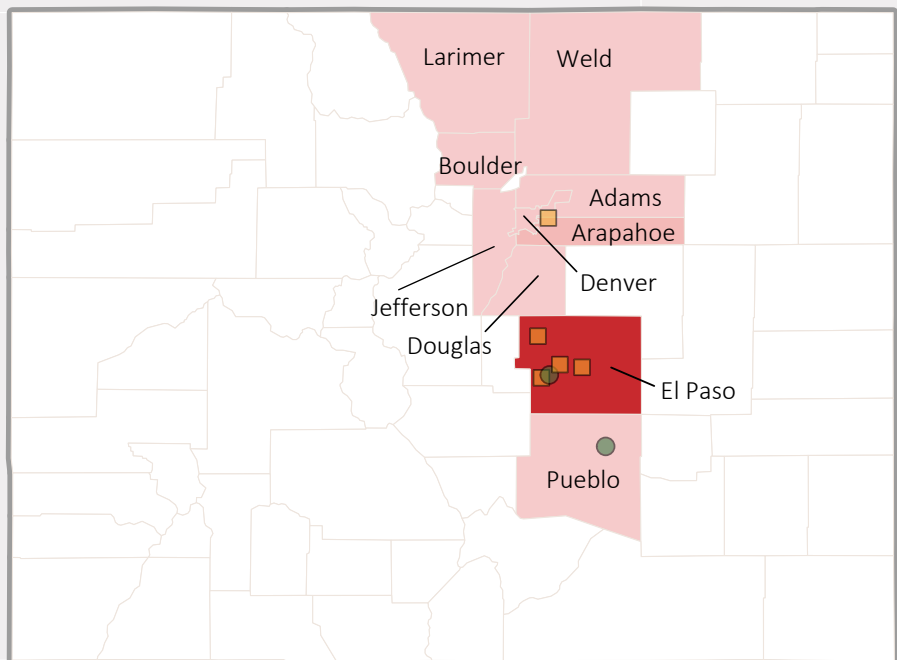 Larimer
Weld
Boulder
Adams
Arapahoe
Denver
Jefferson
Douglas
El Paso
Pueblo